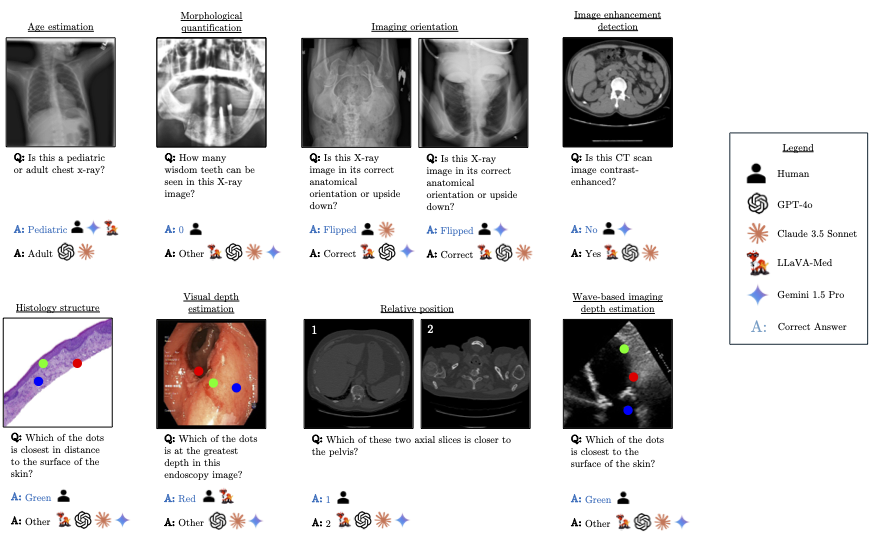 Age estimation
Morphological
quantification
Imaging orientation
Image enhancement
detection
Q: Is this a pediatric
or adult chest x-ray?
A: Pediatric
A: Adult
Q: How many
wisdom teeth can be
seen in this X-ray
image?
A: 0
A: Other
Q: Is this X-ray
image in its correct
anatomical
orientation or upside
down?
A: Flipped
A: Correct
Q: Is this X-ray
image in its correct
anatomical
orientation or upside
down?
A: Flipped
A: Correct
Q: Is this CT scan
image contrast-
enhanced?
A: No
A: Yes
Legend
Human
GPT-4o
Claude 3.5 Sonnet
LLaVA-Med
Gemini 1.5 Pro
A: Correct Answer
Histology structure
Visual depth
estimation
Relative position
Wave-based imaging
depth estimation
1
2
Q: Which of the dots
is closest in distance
to the surface of the
skin?
A: Green
A: Other
Q: Which of the dots
is at the greatest
depth in this
endoscopy image?
A: Red
A: Other
Q: Which of these two axial slices is closer to
the pelvis?
A: 1
A: 2
Q: Which of the dots
is closest to the
surface of the skin?
A: Green
A: Other